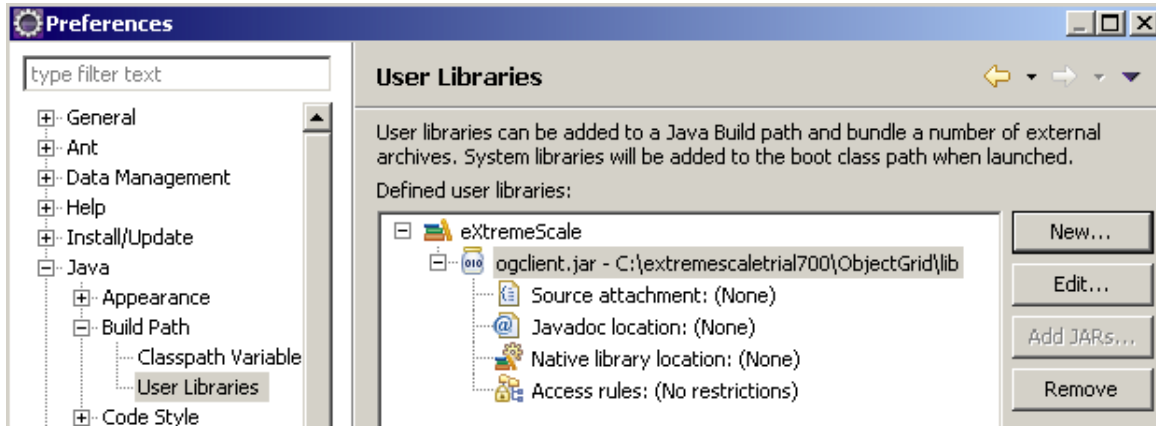 Preferences
type filter text
General
Ant
Data Management
Help
Install/Update
Java
Appearance
Build Path
Classpath Variable
User Libraries
Code Style
User Libraries
User libraries can be added to a Java Build path and bundle a number of external
archives. System libraries will be added to the boot class path when launched.
Defined user libraries:
eXtremeScale
ogclient.jar - C:\extremescaletrial700\ObjectGrid\lib
Source attachment: (None)
Javadoc location: (None)
Native library location: (None)
Access rules: (No restrictions)
New...
Edit...
Add JARs...
Remove